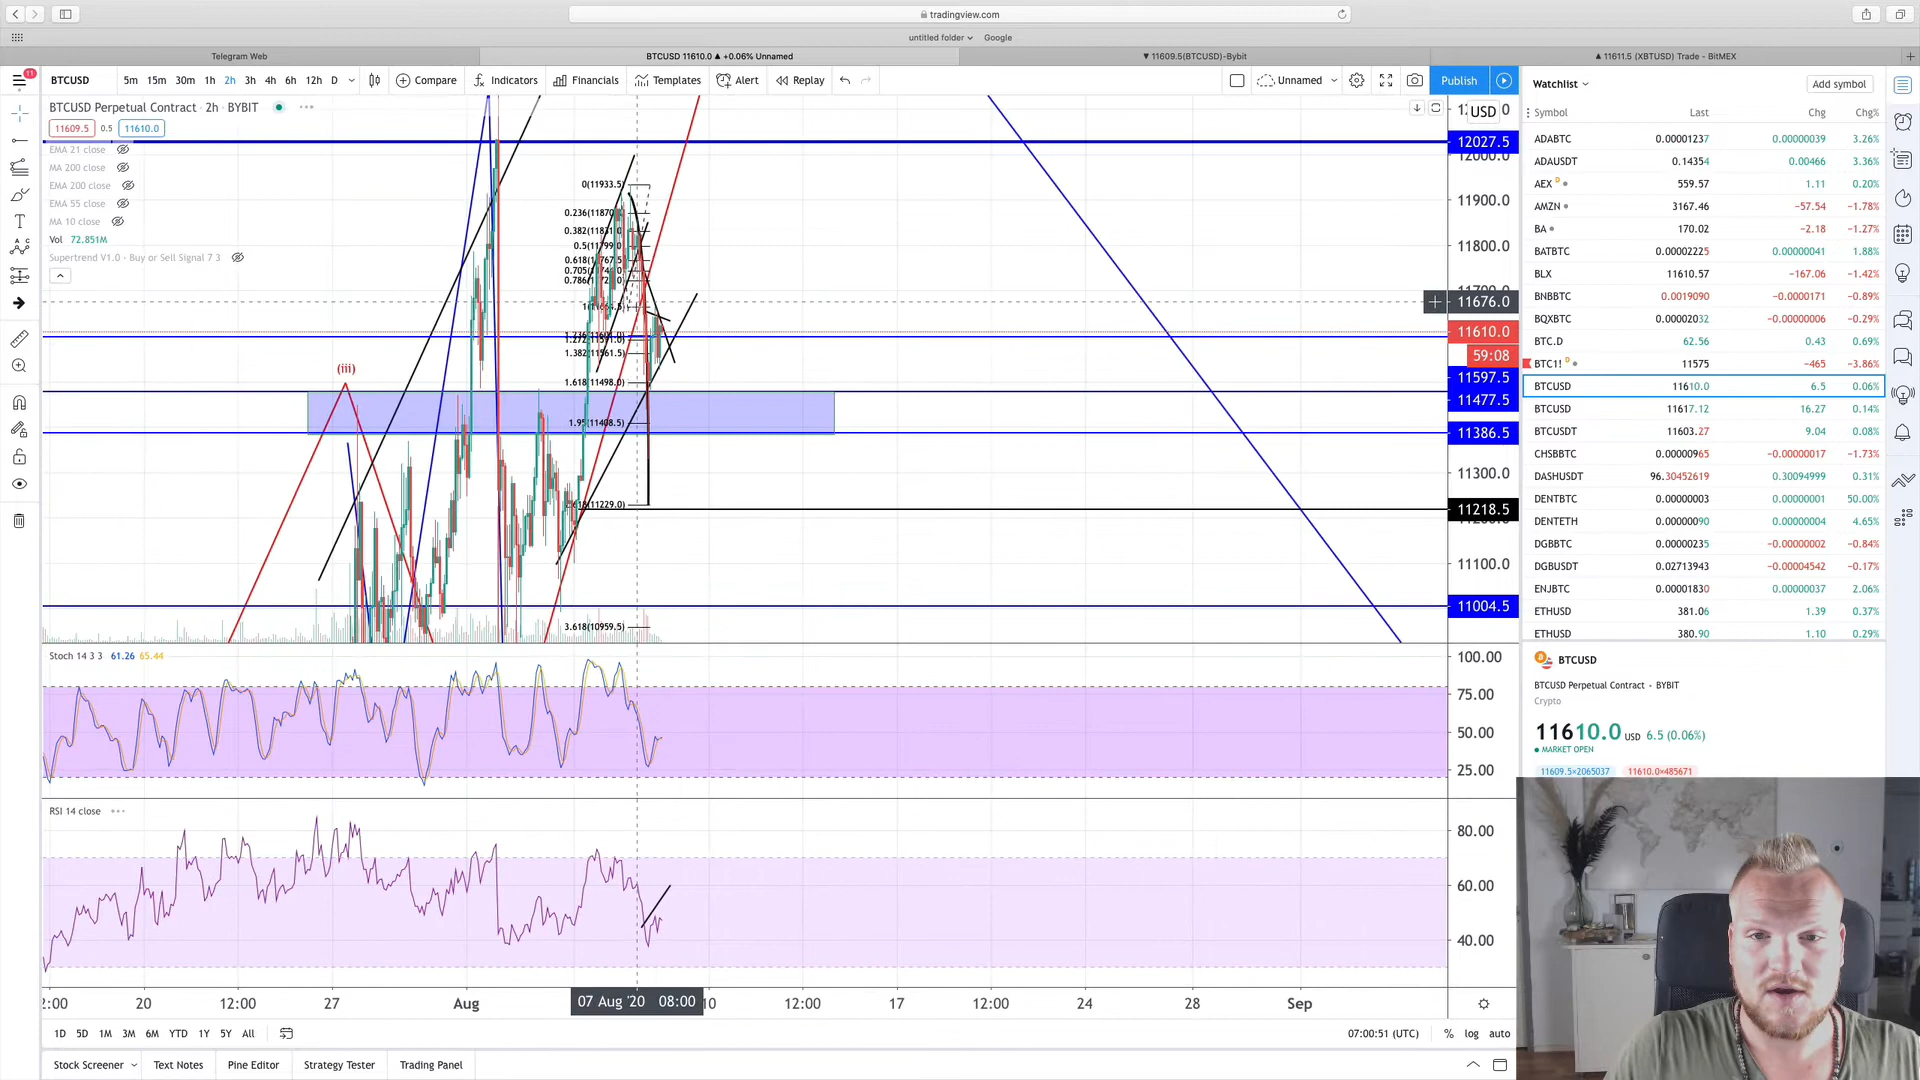 tradingview.com
untitled folder
Google
Telegram Web
BTCUSD 11610.0 ▲ +0.06% Unnamed
▼ 11609.5(BTCUSD)-Bybit
▲ 11611.5 (XBTUSD) Trade - BitMEX
11
BTCUSD
5m 15m 30m 1h 2h 3h 4h 6h 12h D
Compare
Indicators
Financials
Templates
Alert
Replay
Unnamed
Publish
BTCUSD Perpetual Contract · 2h · BYBIT
11609.5 0.5 11610.0
EMA 21 close
MA 200 close
EMA 200 close
EMA 55 close
MA 10 close
Vol 72.851M
Supertrend V1.0 - Buy or Sell Signal 7 3
(iii)
0(11933.5)
0.5(11799
1.382(11561.5)
1.618(11498.0)
1.95(11408.5)
3.618(10959.5)
USD
12027.5
12000.0
11900.0
11800.0
11676.0
11610.0
59:08
11597.5
11477.5
11386.5
11300.0
11218.5
11100.0
11004.5
Stoch 14 3 3 61.26 65.44
100.00
75.00
50.00
25.00
RSI 14 close
80.00
60.00
40.00
2:00 20 12:00 27 Aug 07 Aug '20 08:00 10 12:00 17 12:00 24 28 Sep
1D 5D 1M 3M 6M YTD 1Y 5Y All
07:00:51 (UTC)
% log auto
Stock Screener
Text Notes
Pine Editor
Strategy Tester
Trading Panel
Watchlist
Add symbol
Symbol Last Chg Chg%
ADABTC 0.00001237 0.00000039 3.26%
ADAUSDT 0.14354 0.00466 3.36%
AEX D 559.57 1.11 0.20%
AMZN 3167.46 −57.54 −1.78%
BA 170.02 −2.18 −1.27%
BATBTC 0.00002225 0.00000041 1.88%
BLX 11610.57 −167.06 −1.42%
BNBBTC 0.0019090 −0.0000171 −0.89%
BQXBTC 0.00002032 −0.00000006 −0.29%
BTC.D 62.56 0.43 0.69%
BTC1! D 11575 −465 −3.86%
BTCUSD 11610.0 6.5 0.06%
BTCUSD 11617.12 16.27 0.14%
BTCUSDT 11603.27 9.04 0.08%
CHSBBTC 0.00000965 −0.00000017 −1.73%
DASHUSDT 96.30452619 0.30094999 0.31%
DENTBTC 0.00000003 0.00000001 50.00%
DENTETH 0.00000090 0.00000004 4.65%
DGBBTC 0.00000235 −0.00000002 −0.84%
DGBUSDT 0.02713943 −0.00004542 −0.17%
ENJBTC 0.00001830 0.00000037 2.06%
ETHUSD 381.06 1.39 0.37%
ETHUSD 380.90 1.10 0.29%
BTCUSD
BTCUSD Perpetual Contract - BYBIT
Crypto
11610.0 USD 6.5 (0.06%)
MARKET OPEN
11609.5×2065037 11610.0×485671